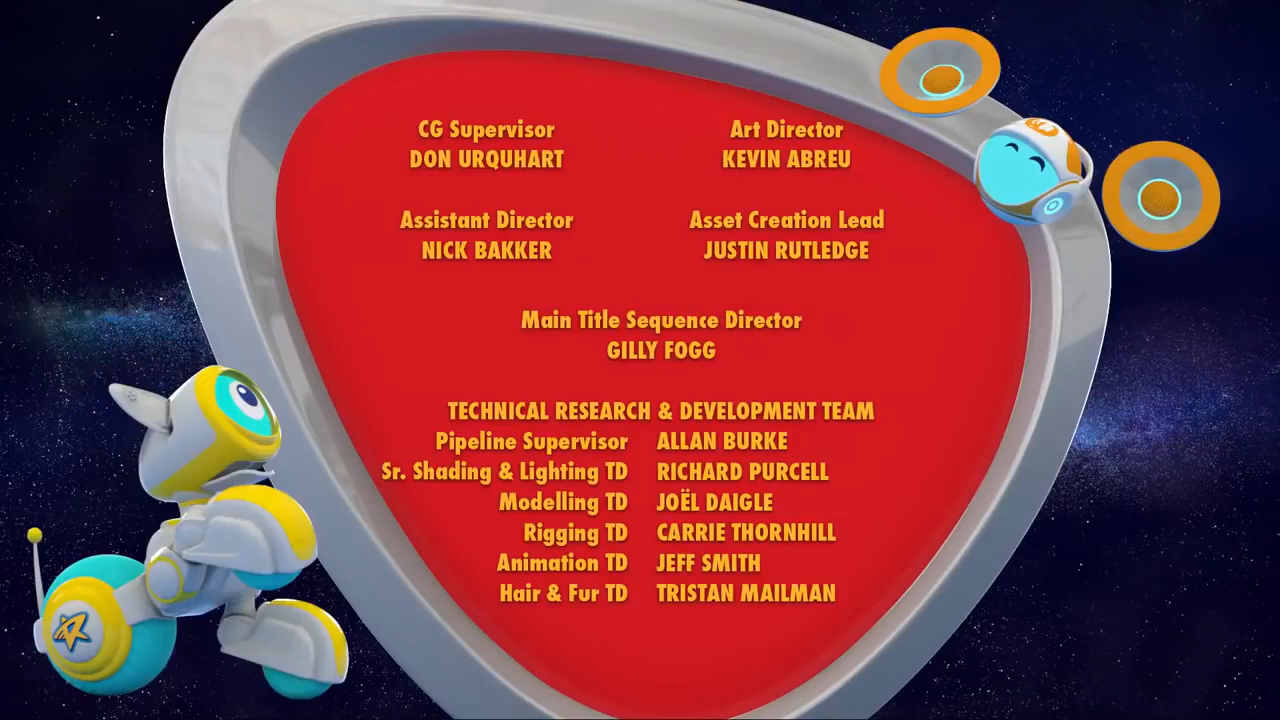 CG Supervisor
DON URQUHART
Art Director
KEVIN ABREU
Assistant Director
NICK BAKKER
Asset Creation Lead
JUSTIN RUTLEDGE
Main Title Sequence Director
GILLY FOGG
TECHNICAL RESEARCH & DEVELOPMENT TEAM
Pipeline Supervisor ALLAN BURKE
Sr. Shading & Lighting TD RICHARD PURCELL
Modelling TD JOËL DAIGLE
Rigging TD CARRIE THORNHILL
Animation TD JEFF SMITH
Hair & Fur TD TRISTAN MAILMAN